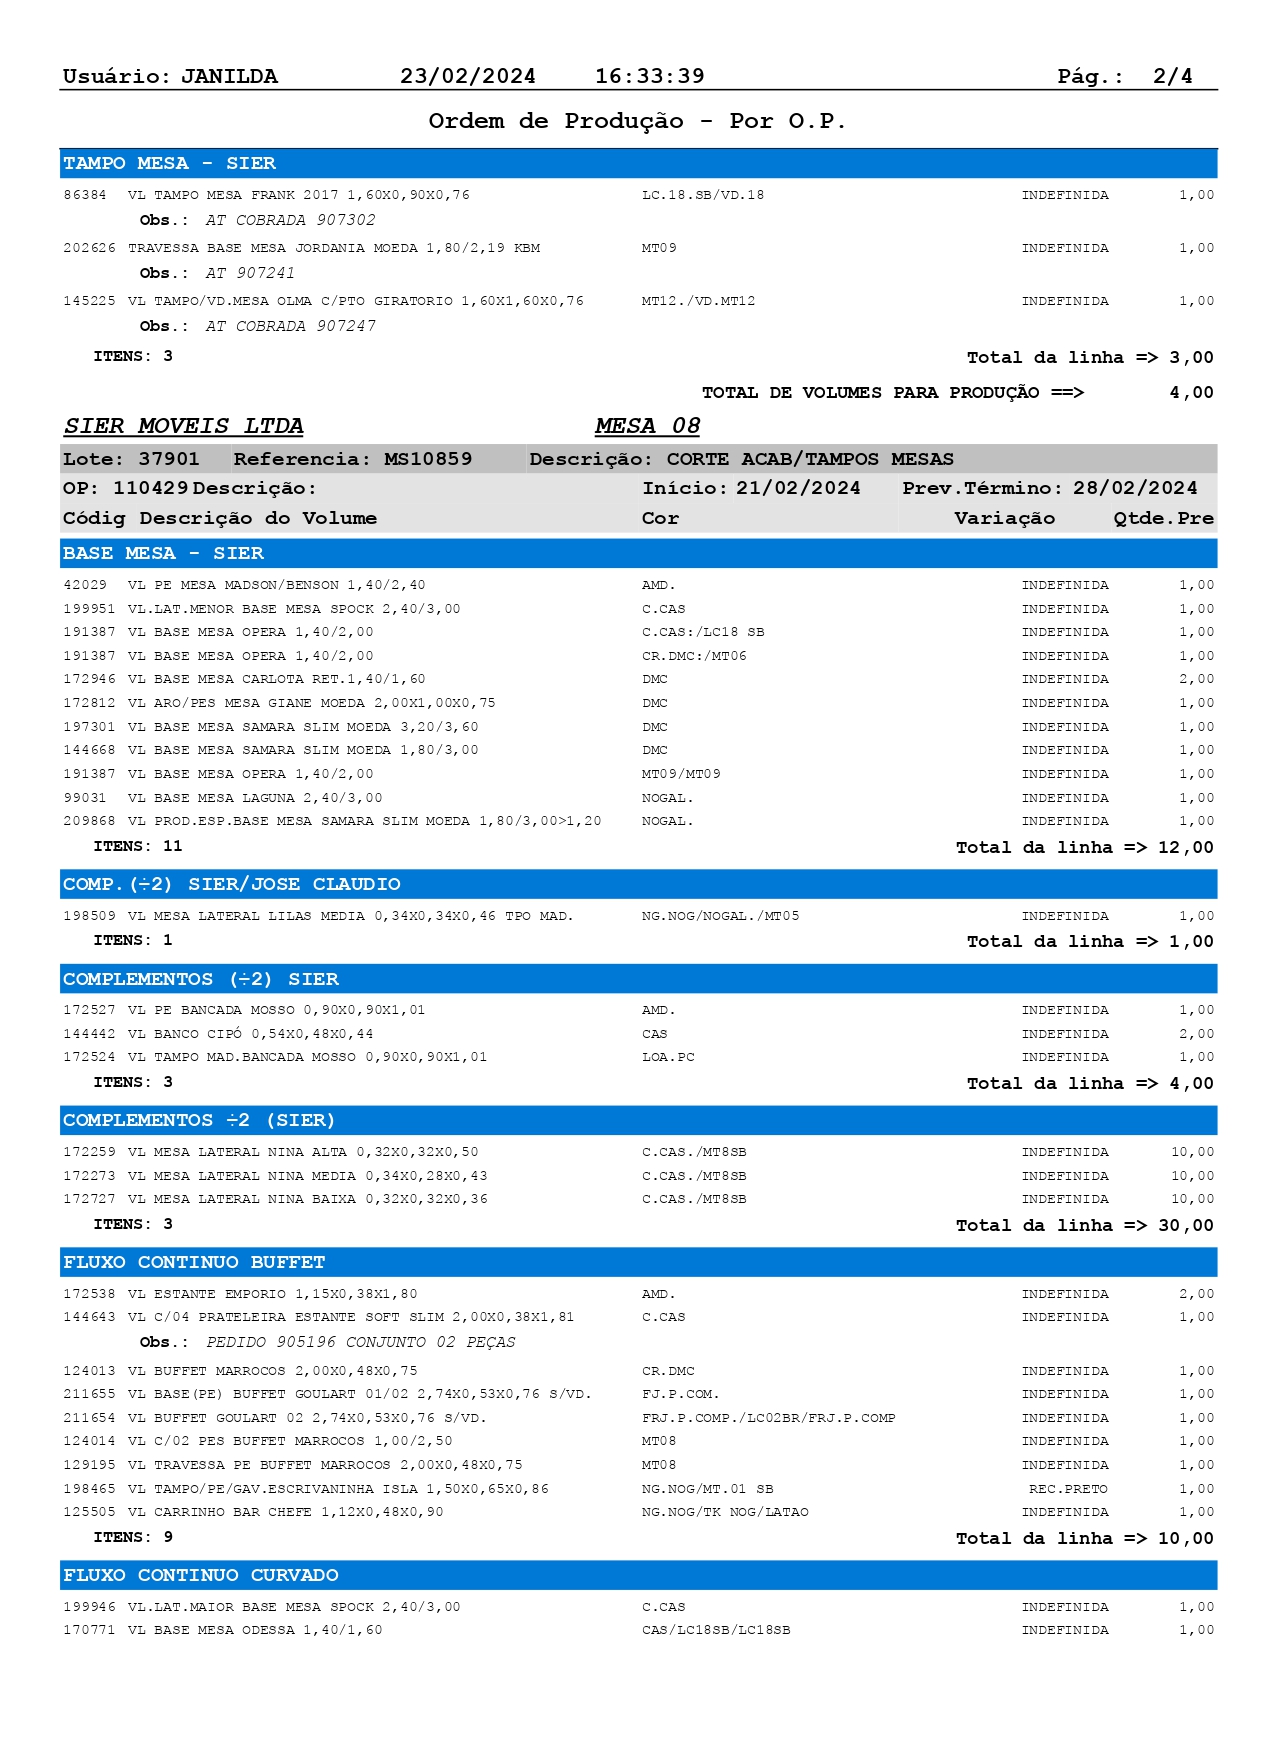 Usuário: JANILDA 23/02/2024 16:33:39 Pág.: 2/4
Ordem de Produção - Por O.P.
TAMPO MESA - SIER
86384 VL TAMPO MESA FRANK 2017 1,60X0,90X0,76 LC.18.SB/VD.18 INDEFINIDA 1,00
Obs.: AT COBRADA 907302
202626 TRAVESSA BASE MESA JORDANIA MOEDA 1,80/2,19 KBM MT09 INDEFINIDA 1,00
Obs.: AT 907241
145225 VL TAMPO/VD.MESA OLMA C/PTO GIRATORIO 1,60X1,60X0,76 MT12./VD.MT12 INDEFINIDA 1,00
Obs.: AT COBRADA 907247
ITENS: 3 Total da linha => 3,00
TOTAL DE VOLUMES PARA PRODUÇÃO ==> 4,00
SIER MOVEIS LTDA MESA 08
Lote: 37901 Referencia: MS10859 Descrição: CORTE ACAB/TAMPOS MESAS
OP: 110429 Descrição: Início: 21/02/2024 Prev.Término: 28/02/2024
Códig Descrição do Volume Cor Variação Qtde.Pre
BASE MESA - SIER
42029 VL PE MESA MADSON/BENSON 1,40/2,40 AMD. INDEFINIDA 1,00
199951 VL.LAT.MENOR BASE MESA SPOCK 2,40/3,00 C.CAS INDEFINIDA 1,00
191387 VL BASE MESA OPERA 1,40/2,00 C.CAS:/LC18 SB INDEFINIDA 1,00
191387 VL BASE MESA OPERA 1,40/2,00 CR.DMC:/MT06 INDEFINIDA 1,00
172946 VL BASE MESA CARLOTA RET.1,40/1,60 DMC INDEFINIDA 2,00
172812 VL ARO/PES MESA GIANE MOEDA 2,00X1,00X0,75 DMC INDEFINIDA 1,00
197301 VL BASE MESA SAMARA SLIM MOEDA 3,20/3,60 DMC INDEFINIDA 1,00
144668 VL BASE MESA SAMARA SLIM MOEDA 1,80/3,00 DMC INDEFINIDA 1,00
191387 VL BASE MESA OPERA 1,40/2,00 MT09/MT09 INDEFINIDA 1,00
99031 VL BASE MESA LAGUNA 2,40/3,00 NOGAL. INDEFINIDA 1,00
209868 VL PROD.ESP.BASE MESA SAMARA SLIM MOEDA 1,80/3,00>1,20 NOGAL. INDEFINIDA 1,00
ITENS: 11 Total da linha => 12,00
COMP.(÷2) SIER/JOSE CLAUDIO
198509 VL MESA LATERAL LILAS MEDIA 0,34X0,34X0,46 TPO MAD. NG.NOG/NOGAL./MT05 INDEFINIDA 1,00
ITENS: 1 Total da linha => 1,00
COMPLEMENTOS (÷2) SIER
172527 VL PE BANCADA MOSSO 0,90X0,90X1,01 AMD. INDEFINIDA 1,00
144442 VL BANCO CIPÓ 0,54X0,48X0,44 CAS INDEFINIDA 2,00
172524 VL TAMPO MAD.BANCADA MOSSO 0,90X0,90X1,01 LOA.PC INDEFINIDA 1,00
ITENS: 3 Total da linha => 4,00
COMPLEMENTOS ÷2 (SIER)
172259 VL MESA LATERAL NINA ALTA 0,32X0,32X0,50 C.CAS./MT8SB INDEFINIDA 10,00
172273 VL MESA LATERAL NINA MEDIA 0,34X0,28X0,43 C.CAS./MT8SB INDEFINIDA 10,00
172727 VL MESA LATERAL NINA BAIXA 0,32X0,32X0,36 C.CAS./MT8SB INDEFINIDA 10,00
ITENS: 3 Total da linha => 30,00
FLUXO CONTINUO BUFFET
172538 VL ESTANTE EMPORIO 1,15X0,38X1,80 AMD. INDEFINIDA 2,00
144643 VL C/04 PRATELEIRA ESTANTE SOFT SLIM 2,00X0,38X1,81 C.CAS INDEFINIDA 1,00
Obs.: PEDIDO 905196 CONJUNTO 02 PEÇAS
124013 VL BUFFET MARROCOS 2,00X0,48X0,75 CR.DMC INDEFINIDA 1,00
211655 VL BASE(PE) BUFFET GOULART 01/02 2,74X0,53X0,76 S/VD. FJ.P.COM. INDEFINIDA 1,00
211654 VL BUFFET GOULART 02 2,74X0,53X0,76 S/VD. FRJ.P.COMP./LC02BR/FRJ.P.COMP INDEFINIDA 1,00
124014 VL C/02 PES BUFFET MARROCOS 1,00/2,50 MT08 INDEFINIDA 1,00
129195 VL TRAVESSA PE BUFFET MARROCOS 2,00X0,48X0,75 MT08 INDEFINIDA 1,00
198465 VL TAMPO/PE/GAV.ESCRIVANINHA ISLA 1,50X0,65X0,86 NG.NOG/MT.01 SB REC.PRETO 1,00
125505 VL CARRINHO BAR CHEFE 1,12X0,48X0,90 NG.NOG/TK NOG/LATAO INDEFINIDA 1,00
ITENS: 9 Total da linha => 10,00
FLUXO CONTINUO CURVADO
199946 VL.LAT.MAIOR BASE MESA SPOCK 2,40/3,00 C.CAS INDEFINIDA 1,00
170771 VL BASE MESA ODESSA 1,40/1,60 CAS/LC18SB/LC18SB INDEFINIDA 1,00